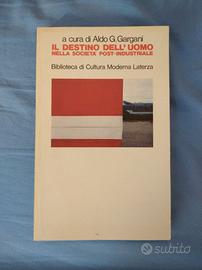 a cura di Aldo G. Gargani
IL DESTINO DELL'UOMO
NELLA SOCIETÀ POST-INDUSTRIALE
Biblioteca di Cultura Moderna Laterza
subito